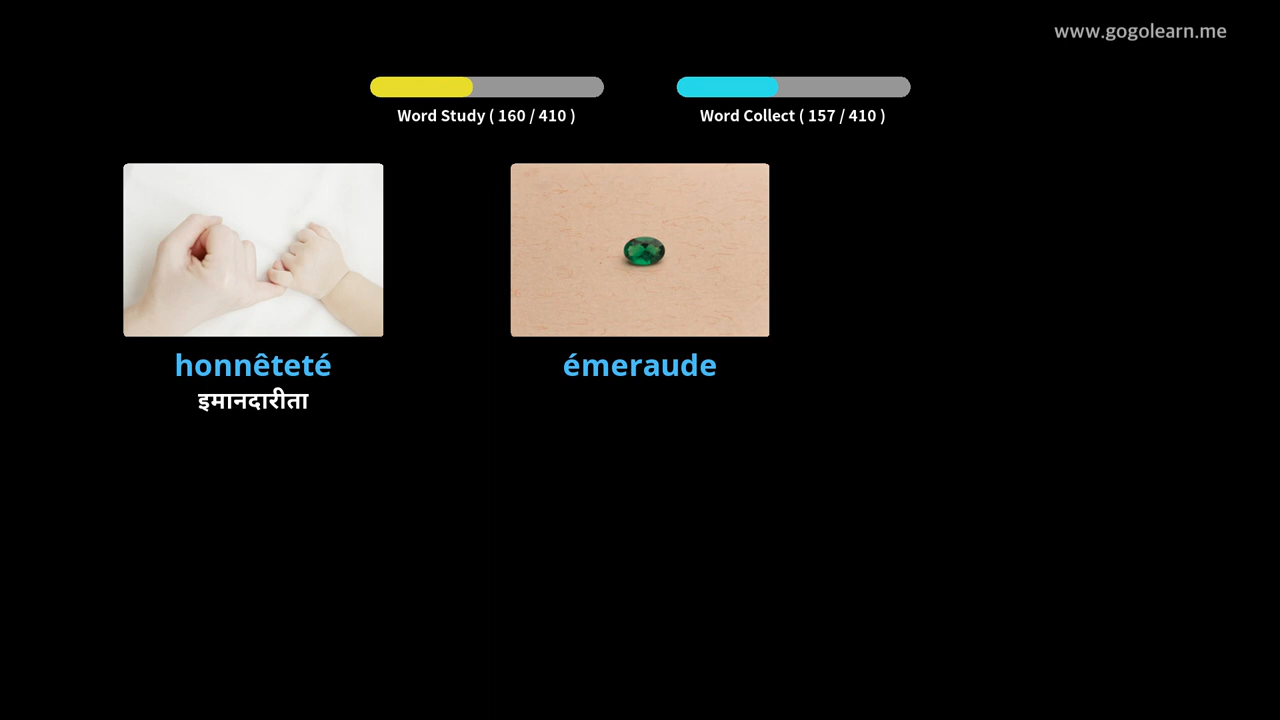 www.gogolearn.me
Word Study ( 160 / 410 )
Word Collect ( 157 / 410 )
honnêteté
émeraude
इमानदारीता